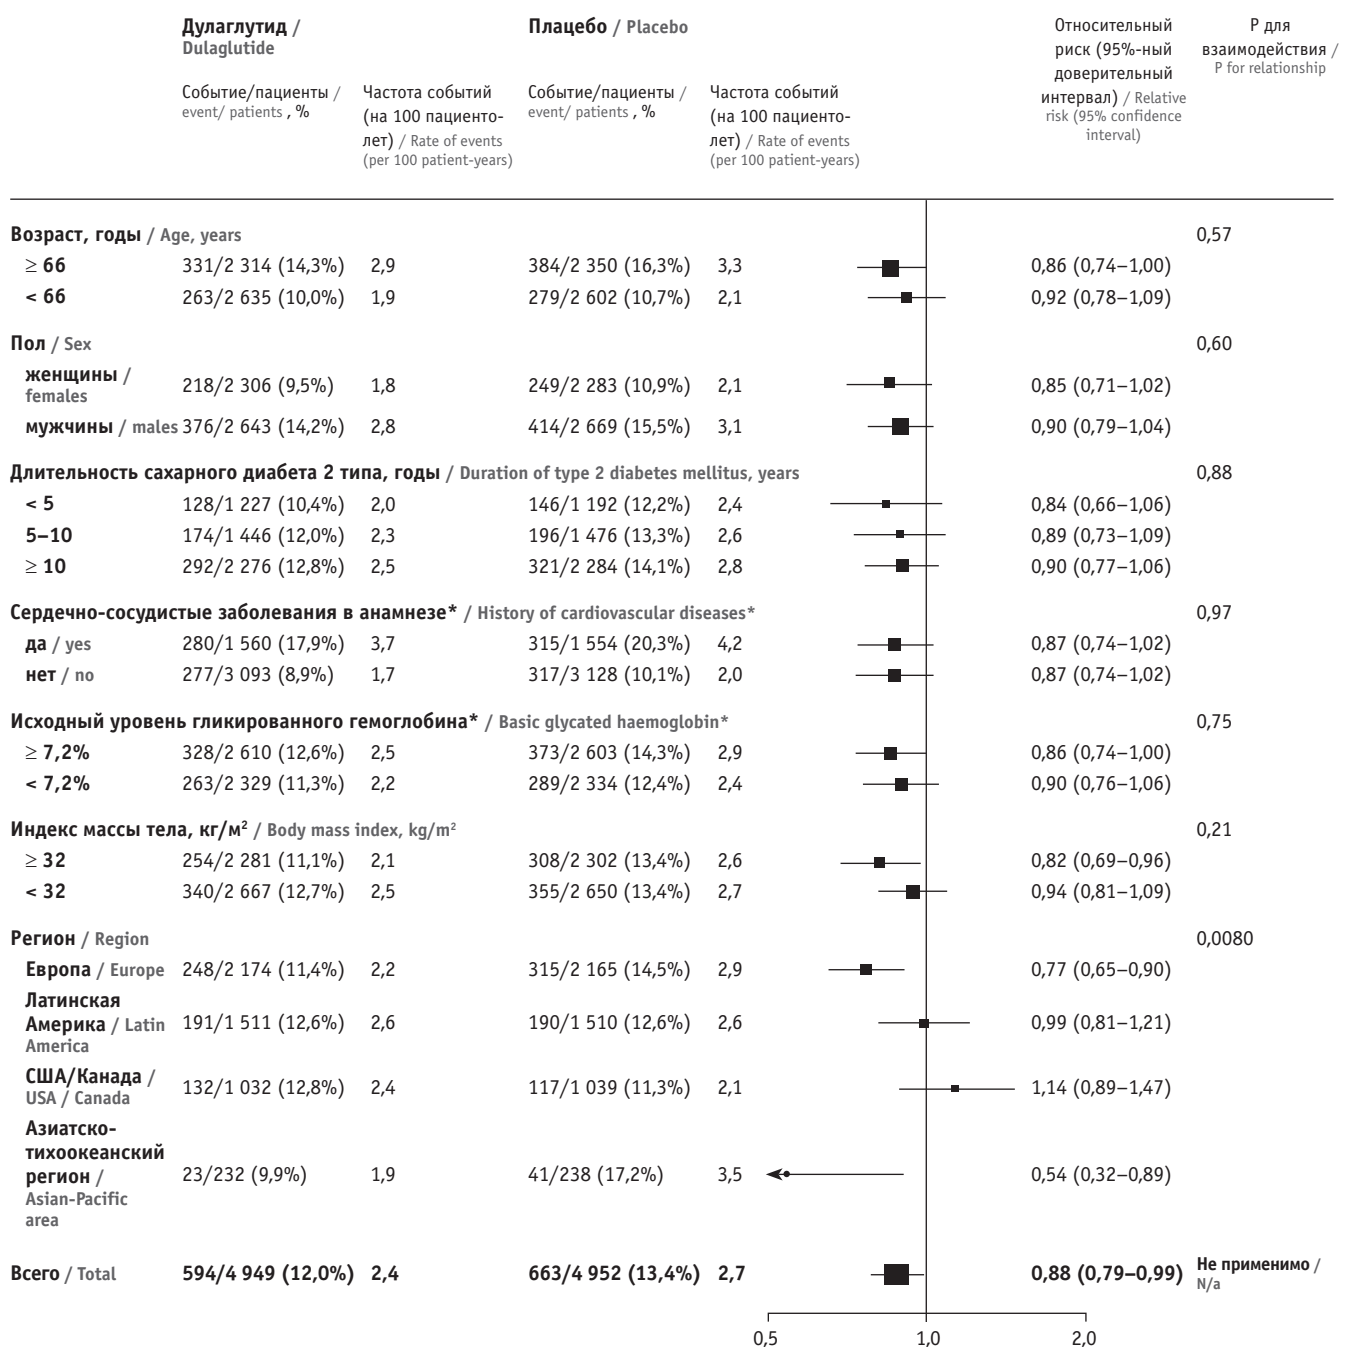 Дулаглутид /
Dulaglutide
Плацебо / Placebo
Событие/пациенты /
event/ patients , %
Частота событий
(на 100 пациенто-
лет) / Rate of events
(per 100 patient-years)
Событие/пациенты /
event/ patients , %
Частота событий
(на 100 пациенто-
лет) / Rate of events
(per 100 patient-years)
Относительный
риск (95%-ный
доверительный
интервал) / Relative
risk (95% confidence
interval)
P для
взаимодействия /
P for relationship
Возраст, годы / Age, years 0,57
≥ 66 331/2 314 (14,3%) 2,9 384/2 350 (16,3%) 3,3 0,86 (0,74–1,00)
< 66 263/2 635 (10,0%) 1,9 279/2 602 (10,7%) 2,1 0,92 (0,78–1,09)
Пол / Sex 0,60
женщины /
females
218/2 306 (9,5%) 1,8 249/2 283 (10,9%) 2,1 0,85 (0,71–1,02)
мужчины / males 376/2 643 (14,2%) 2,8 414/2 669 (15,5%) 3,1 0,90 (0,79–1,04)
Длительность сахарного диабета 2 типа, годы / Duration of type 2 diabetes mellitus, years 0,88
< 5 128/1 227 (10,4%) 2,0 146/1 192 (12,2%) 2,4 0,84 (0,66–1,06)
5–10 174/1 446 (12,0%) 2,3 196/1 476 (13,3%) 2,6 0,89 (0,73–1,09)
≥ 10 292/2 276 (12,8%) 2,5 321/2 284 (14,1%) 2,8 0,90 (0,77–1,06)
Сердечно-сосудистые заболевания в анамнезе* / History of cardiovascular diseases* 0,97
да / yes 280/1 560 (17,9%) 3,7 315/1 554 (20,3%) 4,2 0,87 (0,74–1,02)
нет / no 277/3 093 (8,9%) 1,7 317/3 128 (10,1%) 2,0 0,87 (0,74–1,02)
Исходный уровень гликированного гемоглобина* / Basic glycated haemoglobin* 0,75
≥ 7,2% 328/2 610 (12,6%) 2,5 373/2 603 (14,3%) 2,9 0,86 (0,74–1,00)
< 7,2% 263/2 329 (11,3%) 2,2 289/2 334 (12,4%) 2,4 0,90 (0,76–1,06)
Индекс массы тела, кг/м² / Body mass index, kg/m² 0,21
≥ 32 254/2 281 (11,1%) 2,1 308/2 302 (13,4%) 2,6 0,82 (0,69–0,96)
< 32 340/2 667 (12,7%) 2,5 355/2 650 (13,4%) 2,7 0,94 (0,81–1,09)
Регион / Region 0,0080
Европа / Europe 248/2 174 (11,4%) 2,2 315/2 165 (14,5%) 2,9 0,77 (0,65–0,90)
Латинская
Америка / Latin
America
191/1 511 (12,6%) 2,6 190/1 510 (12,6%) 2,6 0,99 (0,81–1,21)
США/Канада /
USA / Canada
132/1 032 (12,8%) 2,4 117/1 039 (11,3%) 2,1 1,14 (0,89–1,47)
Азиатско-
тихоокеанский
регион /
Asian-Pacific
area
23/232 (9,9%) 1,9 41/238 (17,2%) 3,5 0,54 (0,32–0,89)
Всего / Total 594/4 949 (12,0%) 2,4 663/4 952 (13,4%) 2,7 0,88 (0,79–0,99)
Не применимо /
N/a
0,5 1,0 2,0